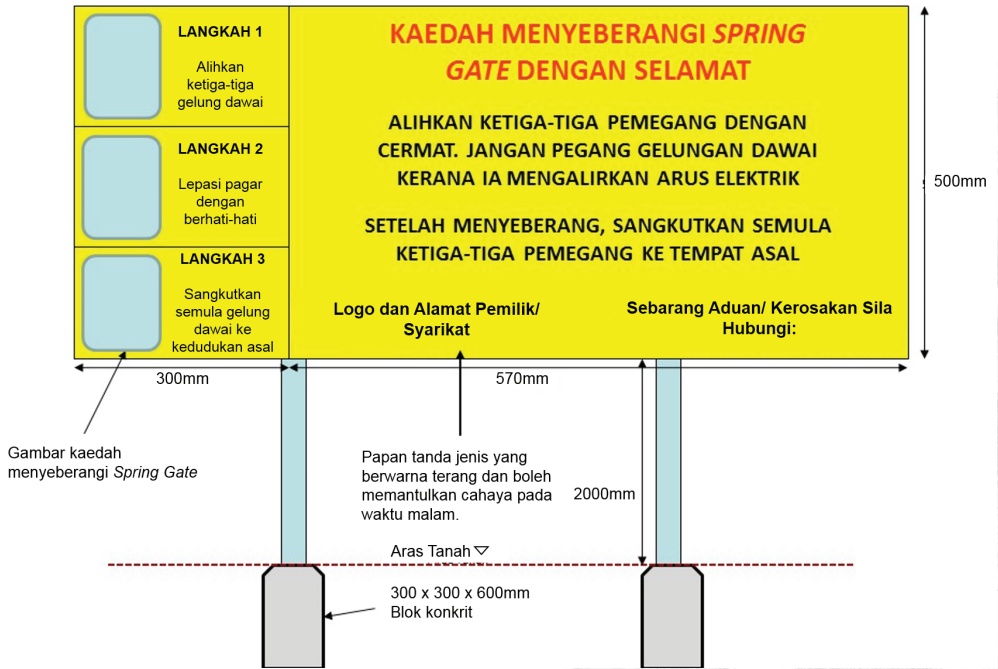 LANGKAH 1
Alihkan
ketiga-tiga
gelung dawai
LANGKAH 2
Lepasi pagar
dengan
berhati-hati
LANGKAH 3
Sangkutkan
semula gelung
dawai ke
kedudukan asal
KAEDAH MENYEBERANGI SPRING
GATE DENGAN SELAMAT
ALIHKAN KETIGA-TIGA PEMEGANG DENGAN
CERMAT. JANGAN PEGANG GELUNGAN DAWAI
KERANA IA MENGALIRKAN ARUS ELEKTRIK
SETELAH MENYEBERANG, SANGKUTKAN SEMULA
KETIGA-TIGA PEMEGANG KE TEMPAT ASAL
Logo dan Alamat Pemilik/
Syarikat
Sebarang Aduan/ Kerosakan Sila
Hubungi:
500mm
300mm
570mm
Gambar kaedah
menyeberangi Spring Gate
Papan tanda jenis yang
berwarna terang dan boleh
memantulkan cahaya pada
waktu malam.
2000mm
Aras Tanah
300 x 300 x 600mm
Blok konkrit